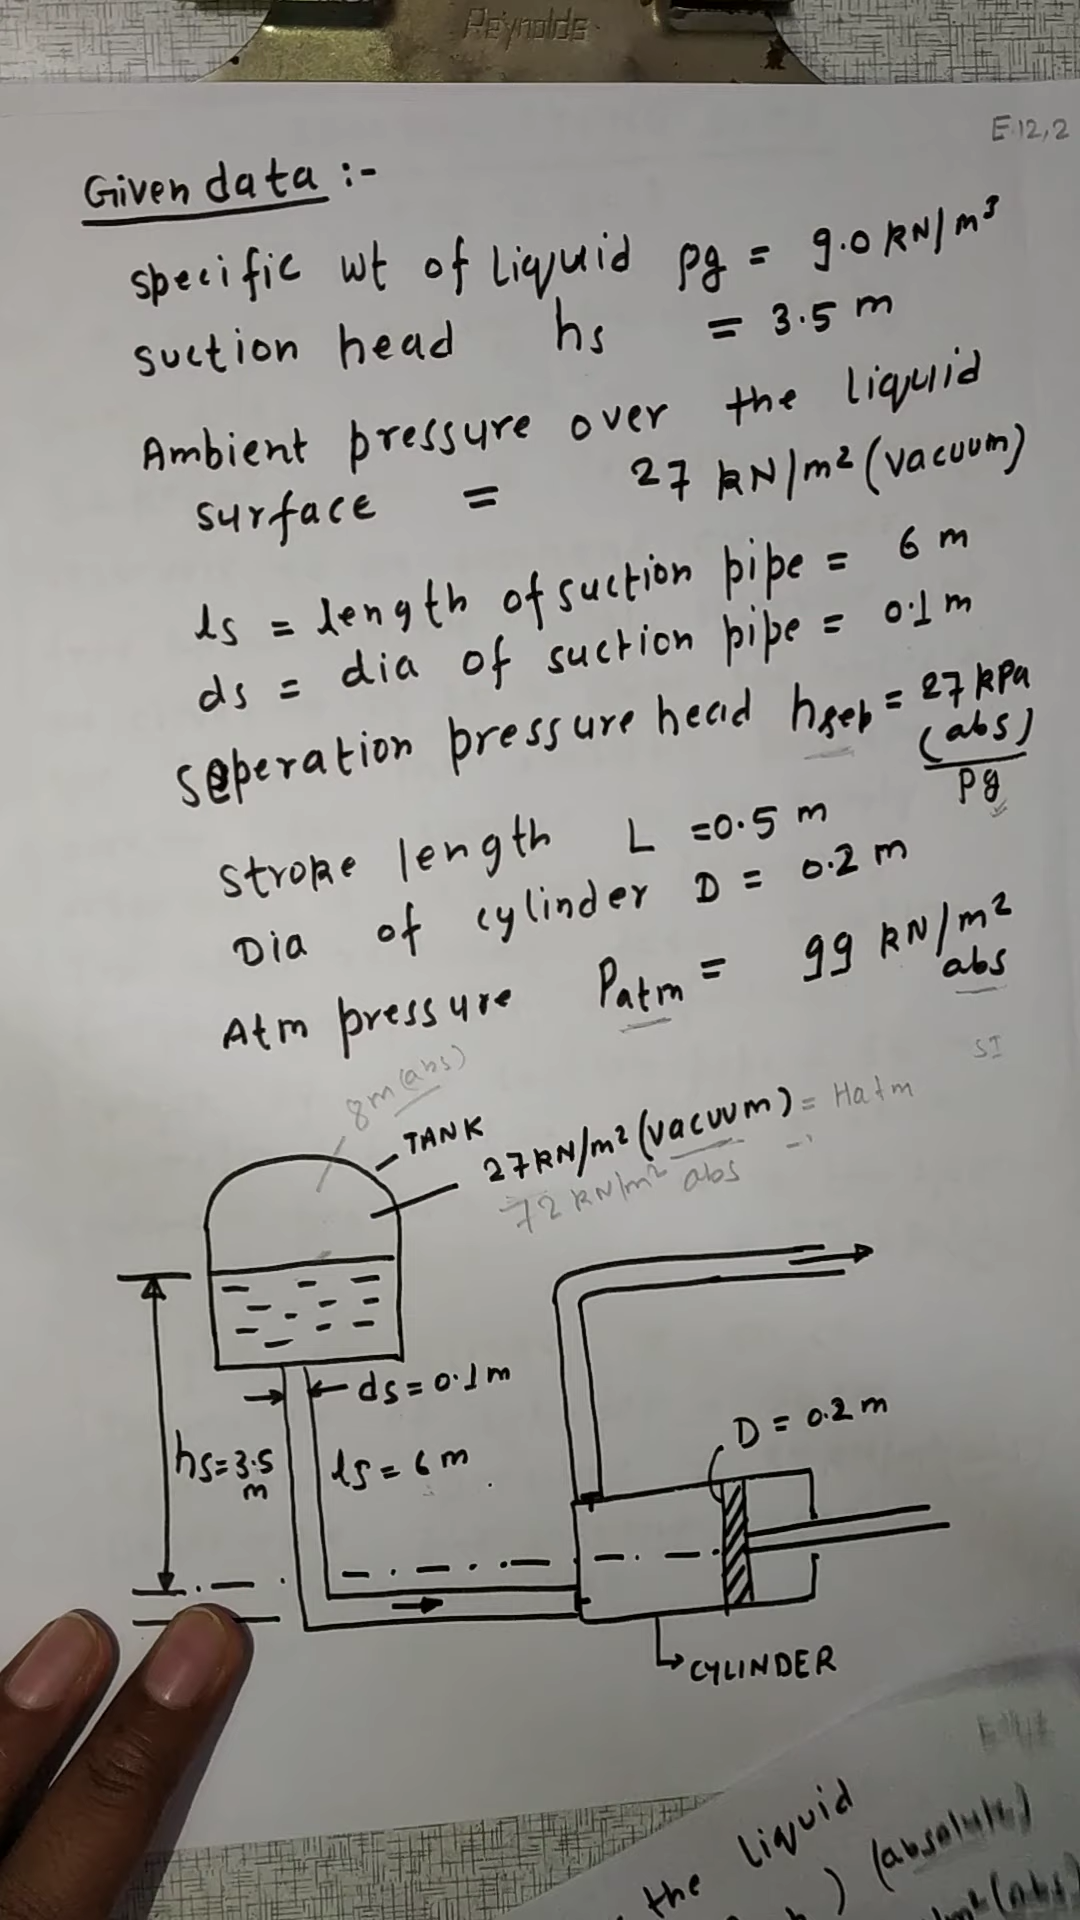 Reynolds
E.12,2
Given data :-
specific wt of liquid ρg = 9.0 kN/m³
suction head hs = 3.5 m
Ambient pressure over the liquid
surface = 27 kN/m² (vacuum)
ls = length of suction pipe = 6 m
ds = dia of suction pipe = 0.1 m
seperation pressure head hsep = 27 kPa
(abs)
ρg
stroke length L = 0.5 m
Dia of cylinder D = 0.2 m
Atm pressure Patm = 99 kN/m²
abs
SI
8m (abs)
TANK
27 kN/m² (vacuum) = Hatm
72 kN/m² abs
ds = 0.1 m
D = 0.2 m
hs = 3.5
m
ls = 6 m
CYLINDER
the liquid
) (absolute)